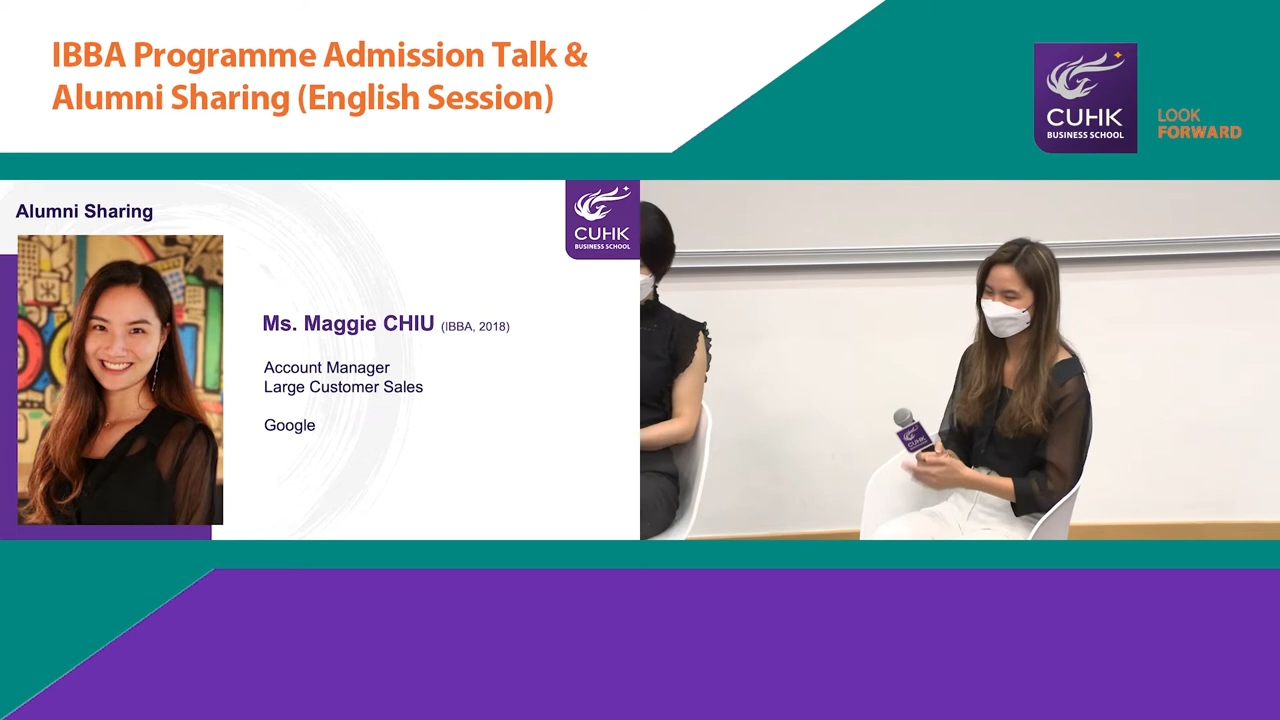 IBBA Programme Admission Talk &
Alumni Sharing (English Session)
CUHK
BUSINESS SCHOOL
LOOK
FORWARD
Alumni Sharing
CUHK
BUSINESS SCHOOL
Ms. Maggie CHIU (IBBA, 2018)
Account Manager
Large Customer Sales
Google
CUHK